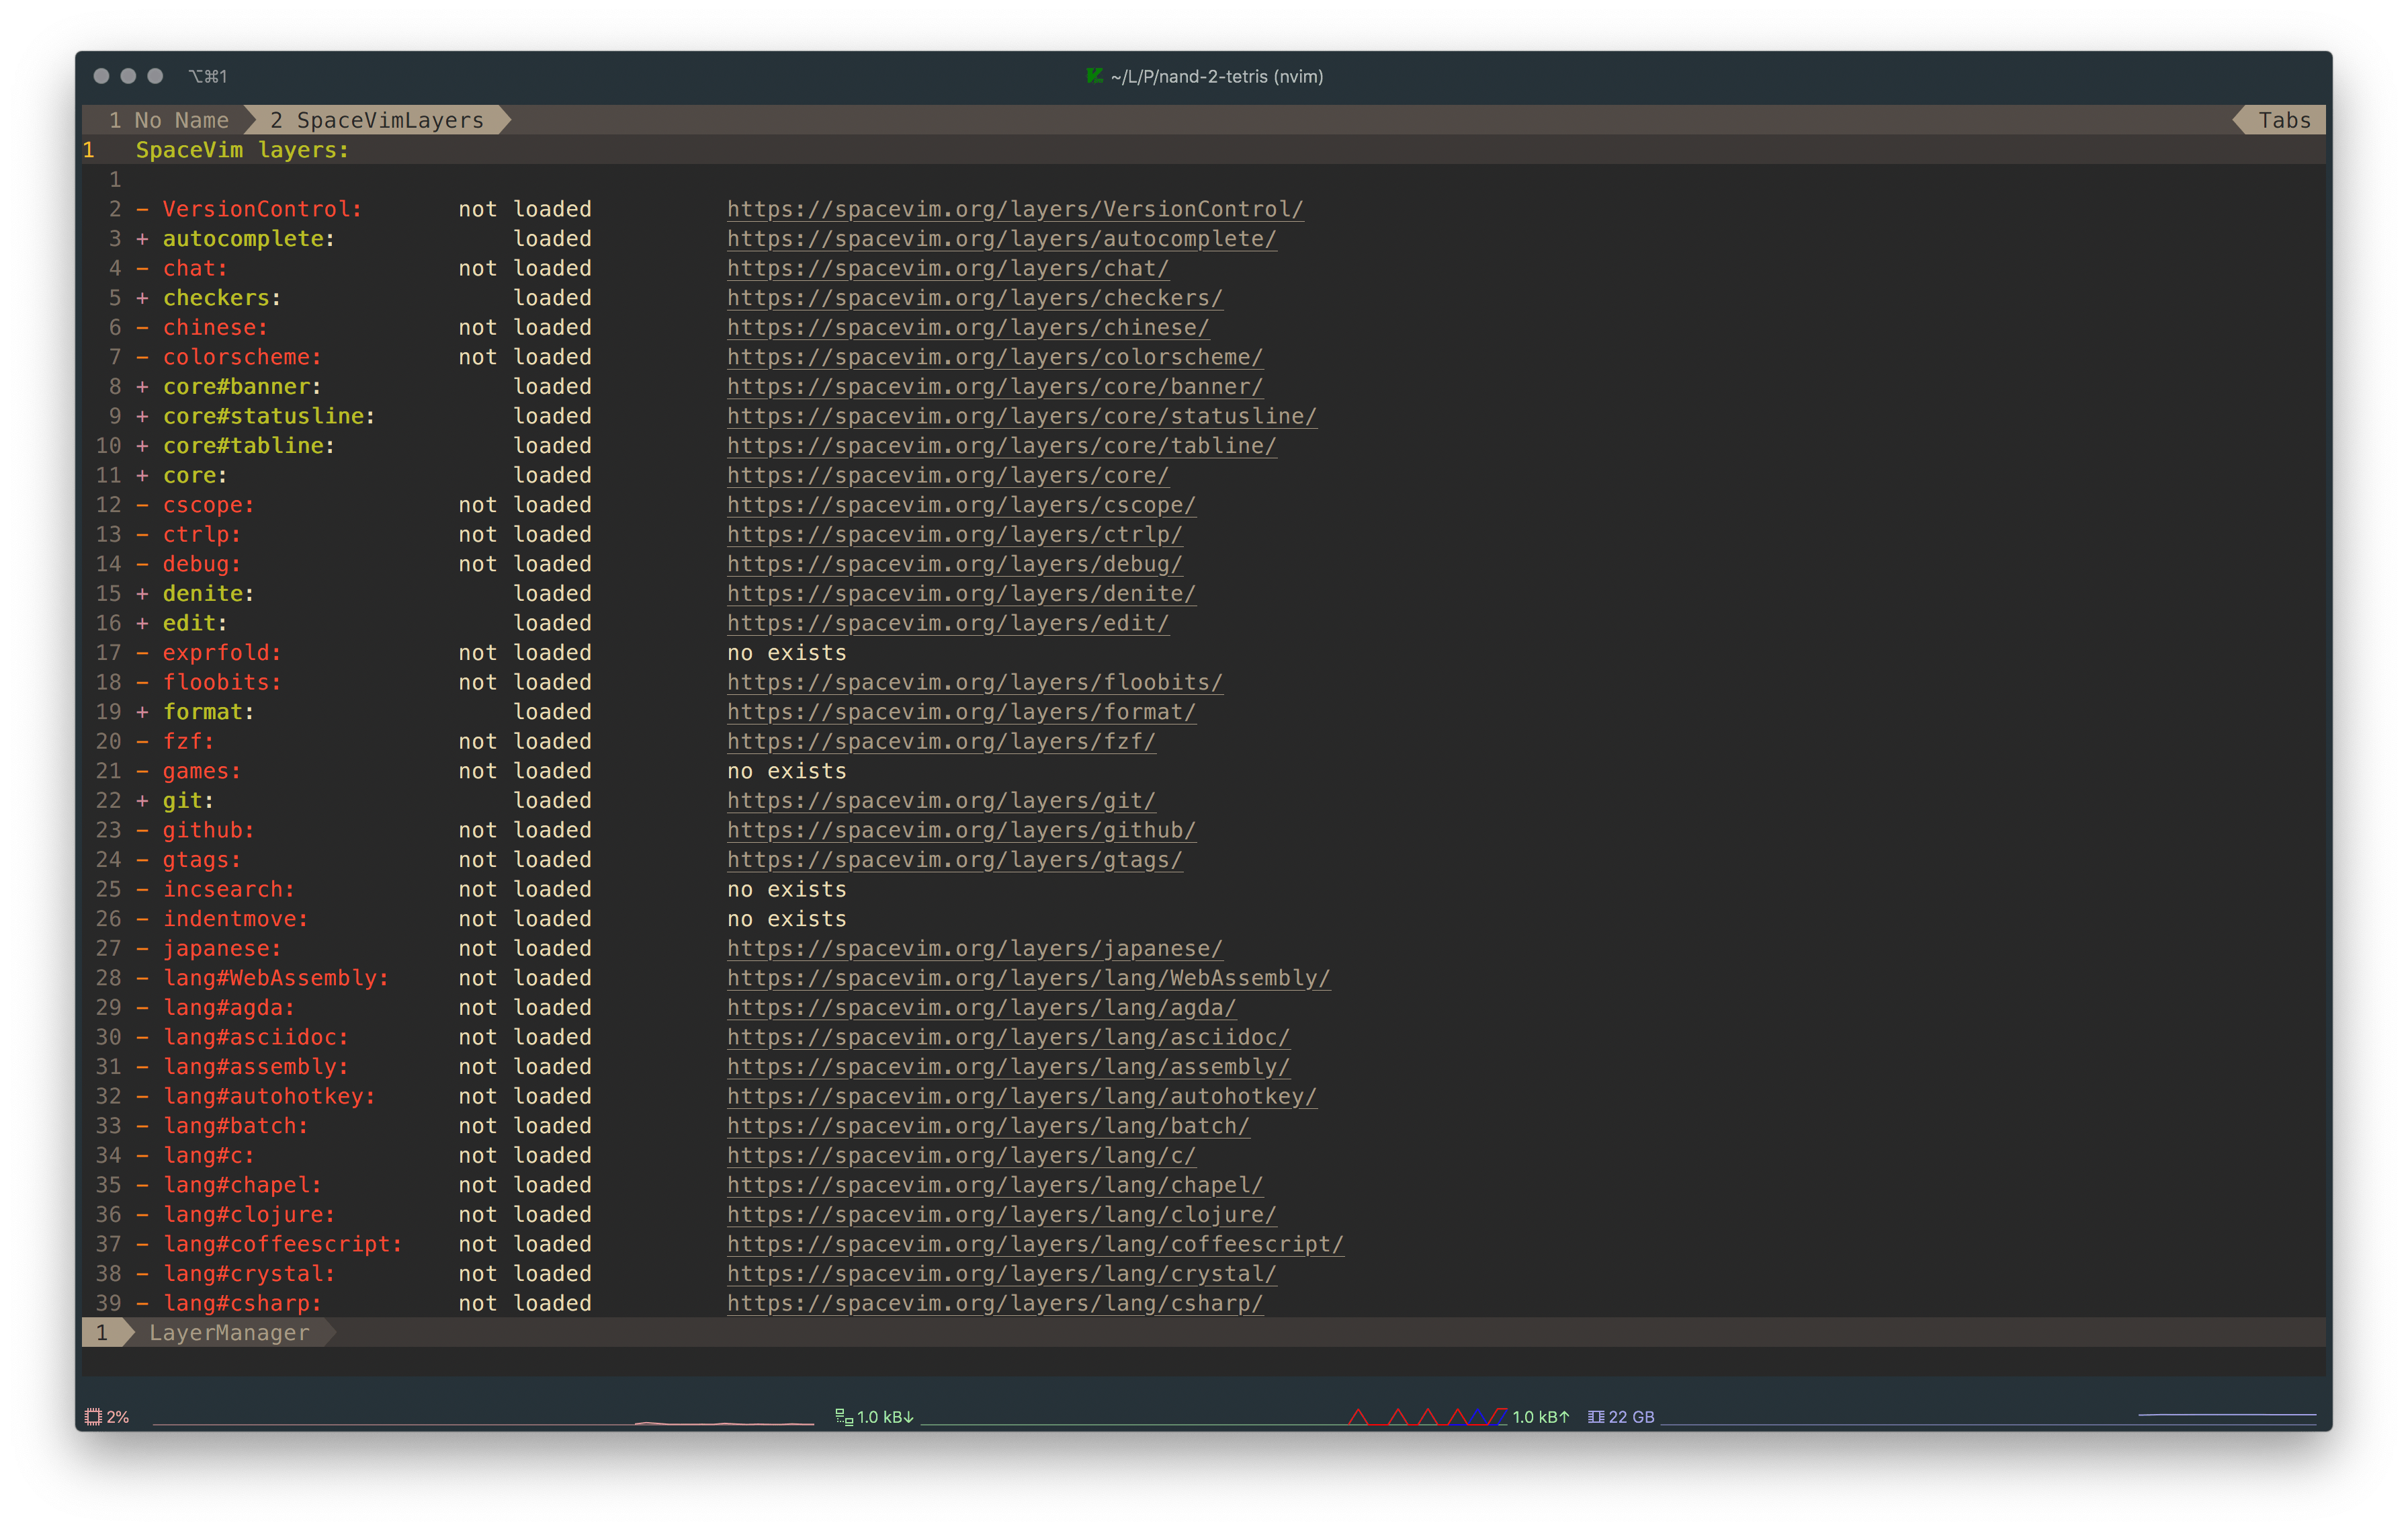 ⌥⌘1 ~/L/P/nand-2-tetris (nvim)
1 No Name 2 SpaceVimLayers Tabs
1 SpaceVim layers:
1
2 - VersionControl: not loaded https://spacevim.org/layers/VersionControl/
3 + autocomplete: loaded https://spacevim.org/layers/autocomplete/
4 - chat: not loaded https://spacevim.org/layers/chat/
5 + checkers: loaded https://spacevim.org/layers/checkers/
6 - chinese: not loaded https://spacevim.org/layers/chinese/
7 - colorscheme: not loaded https://spacevim.org/layers/colorscheme/
8 + core#banner: loaded https://spacevim.org/layers/core/banner/
9 + core#statusline: loaded https://spacevim.org/layers/core/statusline/
10 + core#tabline: loaded https://spacevim.org/layers/core/tabline/
11 + core: loaded https://spacevim.org/layers/core/
12 - cscope: not loaded https://spacevim.org/layers/cscope/
13 - ctrlp: not loaded https://spacevim.org/layers/ctrlp/
14 - debug: not loaded https://spacevim.org/layers/debug/
15 + denite: loaded https://spacevim.org/layers/denite/
16 + edit: loaded https://spacevim.org/layers/edit/
17 - exprfold: not loaded no exists
18 - floobits: not loaded https://spacevim.org/layers/floobits/
19 + format: loaded https://spacevim.org/layers/format/
20 - fzf: not loaded https://spacevim.org/layers/fzf/
21 - games: not loaded no exists
22 + git: loaded https://spacevim.org/layers/git/
23 - github: not loaded https://spacevim.org/layers/github/
24 - gtags: not loaded https://spacevim.org/layers/gtags/
25 - incsearch: not loaded no exists
26 - indentmove: not loaded no exists
27 - japanese: not loaded https://spacevim.org/layers/japanese/
28 - lang#WebAssembly: not loaded https://spacevim.org/layers/lang/WebAssembly/
29 - lang#agda: not loaded https://spacevim.org/layers/lang/agda/
30 - lang#asciidoc: not loaded https://spacevim.org/layers/lang/asciidoc/
31 - lang#assembly: not loaded https://spacevim.org/layers/lang/assembly/
32 - lang#autohotkey: not loaded https://spacevim.org/layers/lang/autohotkey/
33 - lang#batch: not loaded https://spacevim.org/layers/lang/batch/
34 - lang#c: not loaded https://spacevim.org/layers/lang/c/
35 - lang#chapel: not loaded https://spacevim.org/layers/lang/chapel/
36 - lang#clojure: not loaded https://spacevim.org/layers/lang/clojure/
37 - lang#coffeescript: not loaded https://spacevim.org/layers/lang/coffeescript/
38 - lang#crystal: not loaded https://spacevim.org/layers/lang/crystal/
39 - lang#csharp: not loaded https://spacevim.org/layers/lang/csharp/
1 LayerManager
2% 1.0 kB↓ 1.0 kB↑ 22 GB